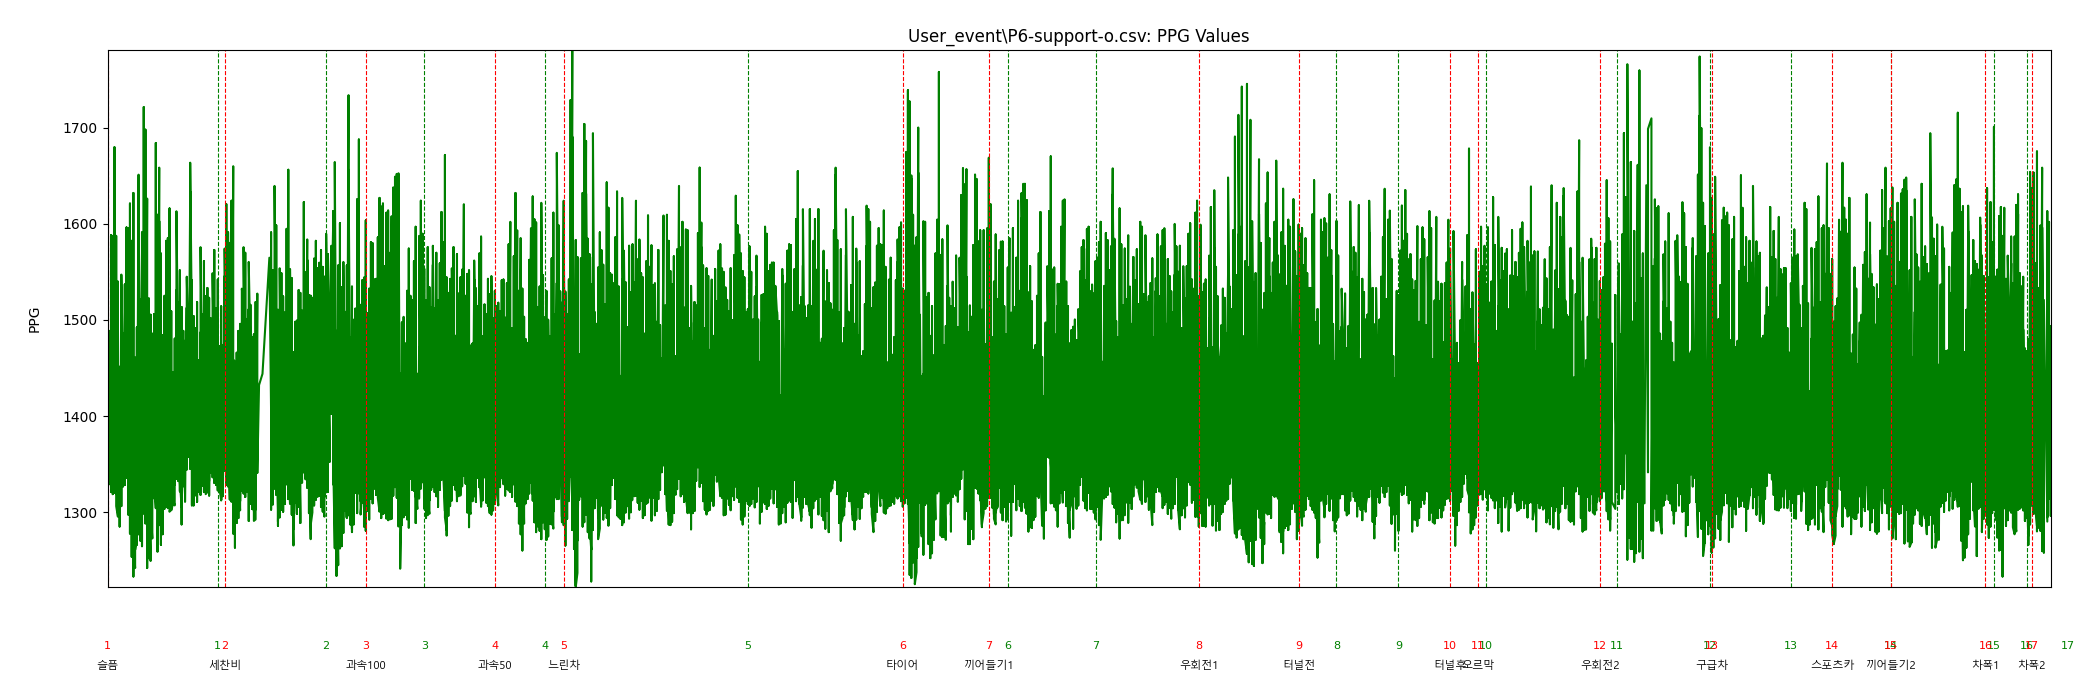 User_event\P6-support-o.csv: PPG Values
PPG
1700
1600
1500
1400
1300
1 1 2 2 3 3 4 4 5 5 6 7 6 7 8 9 8 9 10 11 10 12 11 12 13 13 14 14 15 16 15 16 17 17
슬픔 세찬비 과속100 과속50 느린차 타이어 끼어들기1 우회전1 터널전 터널후 오르막 우회전2 구급차 스포츠카 끼어들기2 차폭1 차폭2